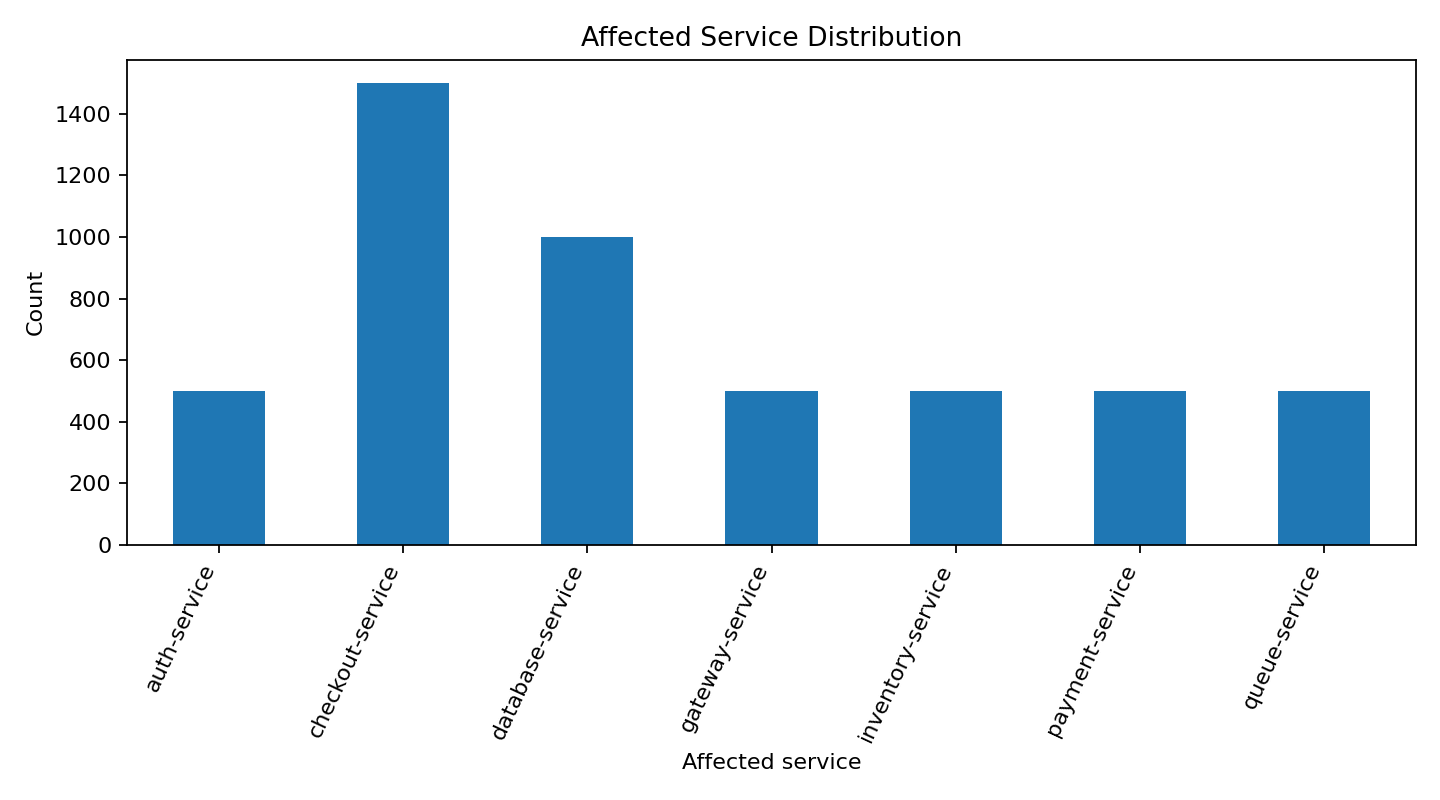 Affected Service Distribution
Count
1400
1200
1000
800
600
400
200
0
auth-service
checkout-service
database-service
gateway-service
inventory-service
payment-service
queue-service
Affected service